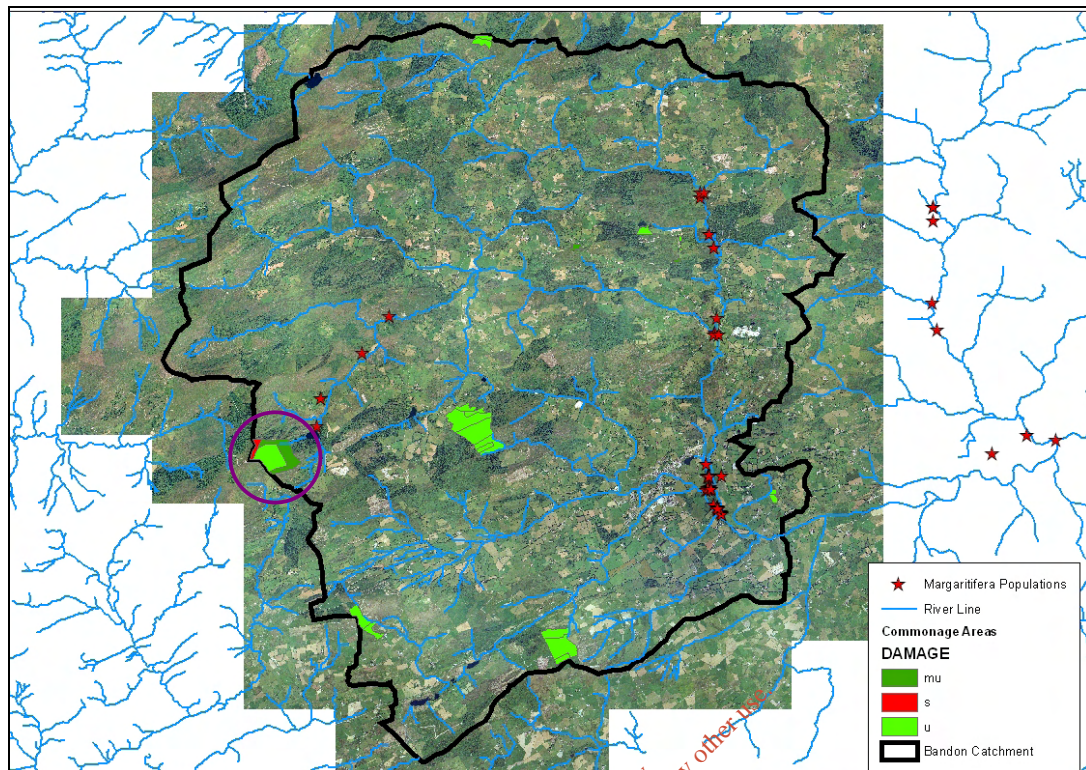 y other use.
Margaritifera Populations
River Line
Commonage Areas
DAMAGE
mu
s
u
Bandon Catchment